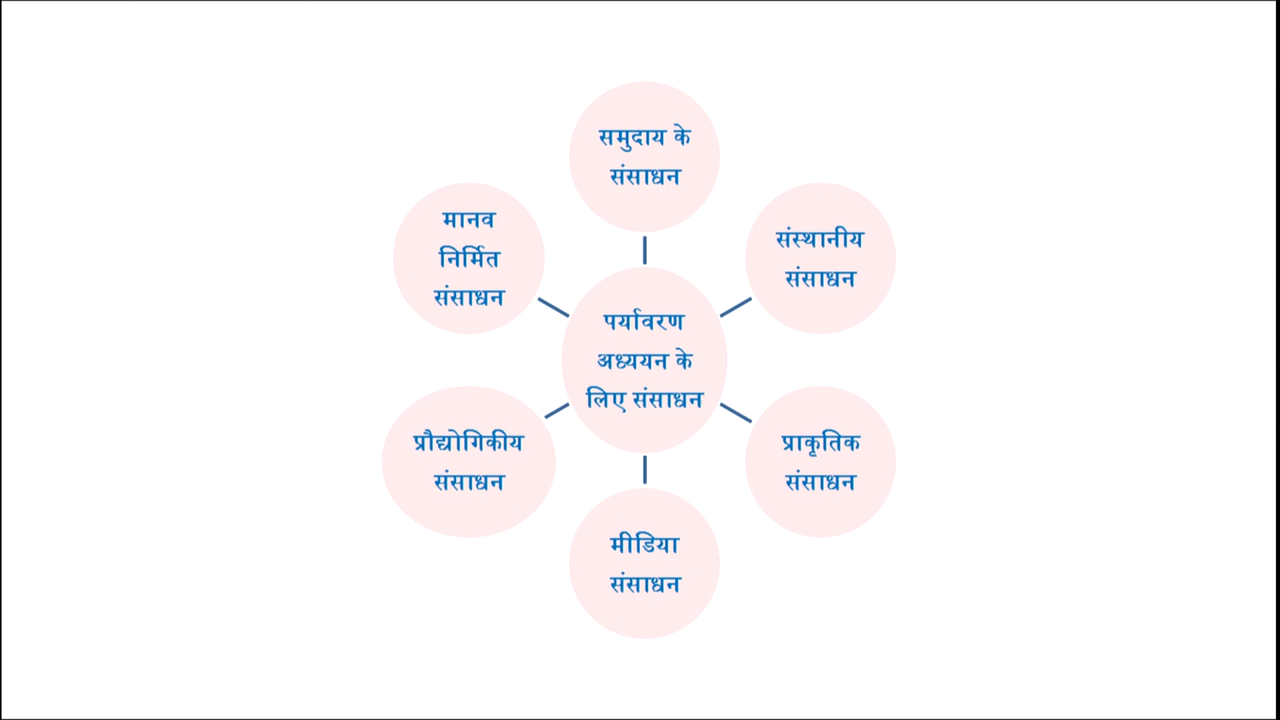 समुदाय के
संसाधन
संस्थानीय
संसाधन
प्राकृतिक
संसाधन
मीडिया
संसाधन
प्रौद्योगिकीय
संसाधन
मानव
निर्मित
संसाधन
पर्यावरण
अध्ययन के
लिए संसाधन